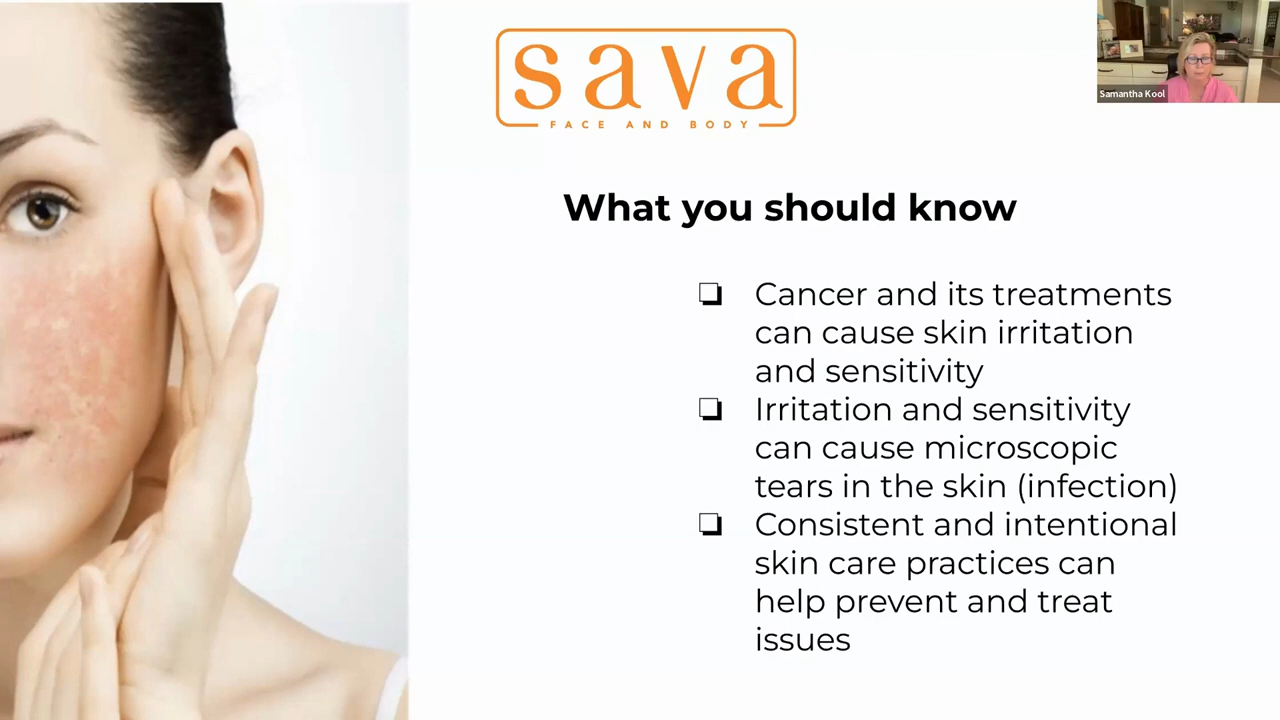 sava
FACE AND BODY
Samantha Kool
What you should know
❏ Cancer and its treatments
can cause skin irritation
and sensitivity
❏ Irritation and sensitivity
can cause microscopic
tears in the skin (infection)
❏ Consistent and intentional
skin care practices can
help prevent and treat
issues